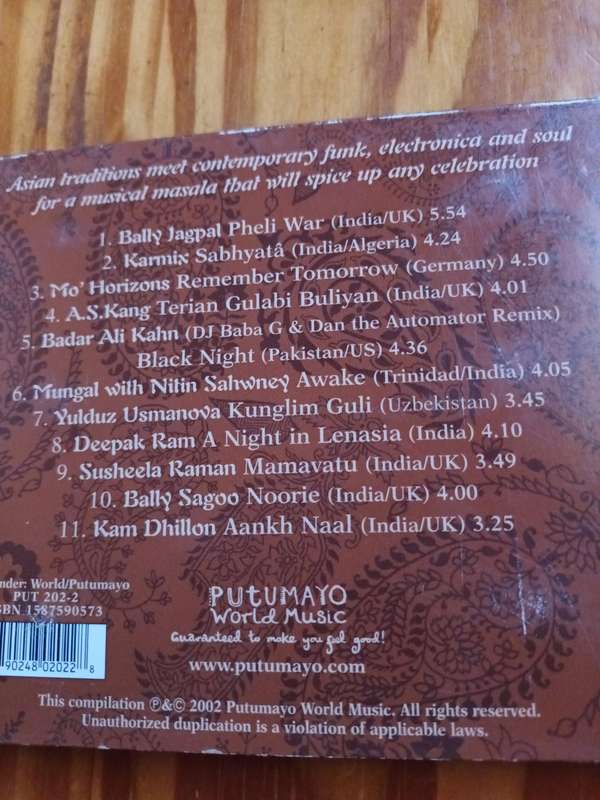 Asian traditions meet contemporary funk, electronica and soul
for a musical masala that will spice up any celebration
1. Bally Jagpal Pheli War (India/UK) 5.54
2. Karmix Sabhyatâ (India/Algeria) 4.24
3. Mo' Horizons Remember Tomorrow (Germany) 4.50
4. A.S.Kang Terian Gulabi Buliyan (India/UK) 4.01
5. Badar Ali Kahn (DJ Baba G & Dan the Automator Remix)
Black Night (Pakistan/US) 4.36
6. Mungal with Nitin Sahwney Awake (Trinidad/India) 4.05
7. Yulduz Usmanova Kunglim Guli (Uzbekistan) 3.45
8. Deepak Ram A Night in Lenasia (India) 4.10
9. Susheela Raman Mamavatu (India/UK) 3.49
10. Bally Sagoo Noorie (India/UK) 4.00
11. Kam Dhillon Aankh Naal (India/UK) 3.25
World/Putumayo
PUT 202-2
1587590573
90248 02022 8
PUTUMAYO
World Music
Guaranteed to make you feel good!
www.putumayo.com
This compilation ℗&© 2002 Putumayo World Music. All rights reserved.
Unauthorized duplication is a violation of applicable laws.